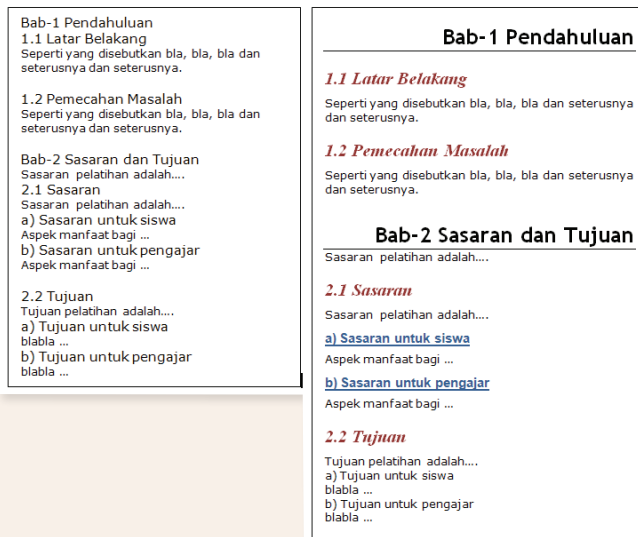 Bab-1 Pendahuluan
1.1 Latar Belakang
Seperti yang disebutkan bla, bla, bla dan
seterusnya dan seterusnya.
1.2 Pemecahan Masalah
Seperti yang disebutkan bla, bla, bla dan
seterusnya dan seterusnya.
Bab-2 Sasaran dan Tujuan
Sasaran pelatihan adalah....
2.1 Sasaran
Sasaran pelatihan adalah....
a) Sasaran untuk siswa
Aspek manfaat bagi ...
b) Sasaran untuk pengajar
Aspek manfaat bagi ...
2.2 Tujuan
Tujuan pelatihan adalah....
a) Tujuan untuk siswa
blabla ...
b) Tujuan untuk pengajar
blabla ...
Bab-1 Pendahuluan
1.1 Latar Belakang
Seperti yang disebutkan bla, bla, bla dan seterusnya
dan seterusnya.
1.2 Pemecahan Masalah
Seperti yang disebutkan bla, bla, bla dan seterusnya
dan seterusnya.
Bab-2 Sasaran dan Tujuan
Sasaran pelatihan adalah....
2.1 Sasaran
Sasaran pelatihan adalah....
a) Sasaran untuk siswa
Aspek manfaat bagi ...
b) Sasaran untuk pengajar
Aspek manfaat bagi ...
2.2 Tujuan
Tujuan pelatihan adalah....
a) Tujuan untuk siswa
blabla ...
b) Tujuan untuk pengajar
blabla ...